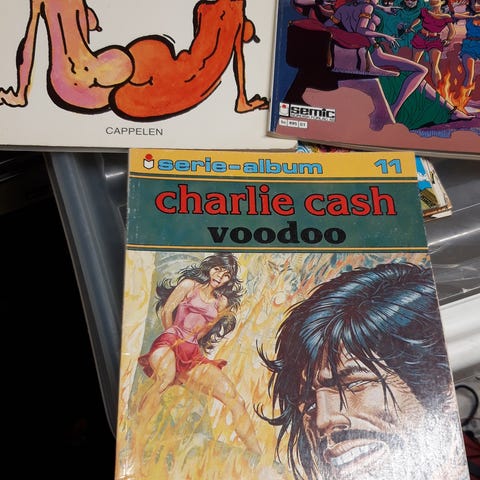 CAPPELEN
semic
serie-album 11
charlie cash
voodoo